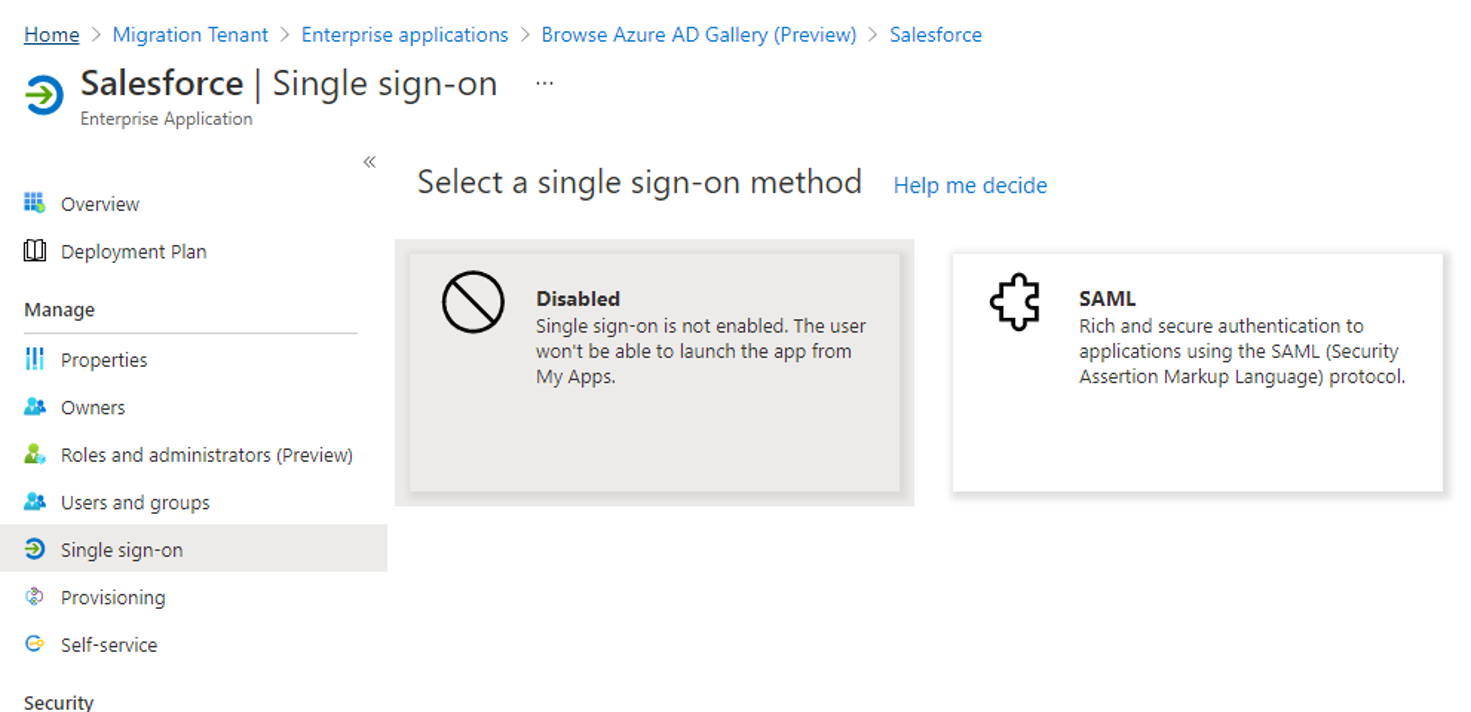 Home > Migration Tenant > Enterprise applications > Browse Azure AD Gallery (Preview) > Salesforce
Salesforce | Single sign-on ...
Enterprise Application
«
Overview
Deployment Plan
Manage
Properties
Owners
Roles and administrators (Preview)
Users and groups
Single sign-on
Provisioning
Self-service
Security
Select a single sign-on method Help me decide
Disabled
Single sign-on is not enabled. The user
won't be able to launch the app from
My Apps.
SAML
Rich and secure authentication to
applications using the SAML (Security
Assertion Markup Language) protocol.